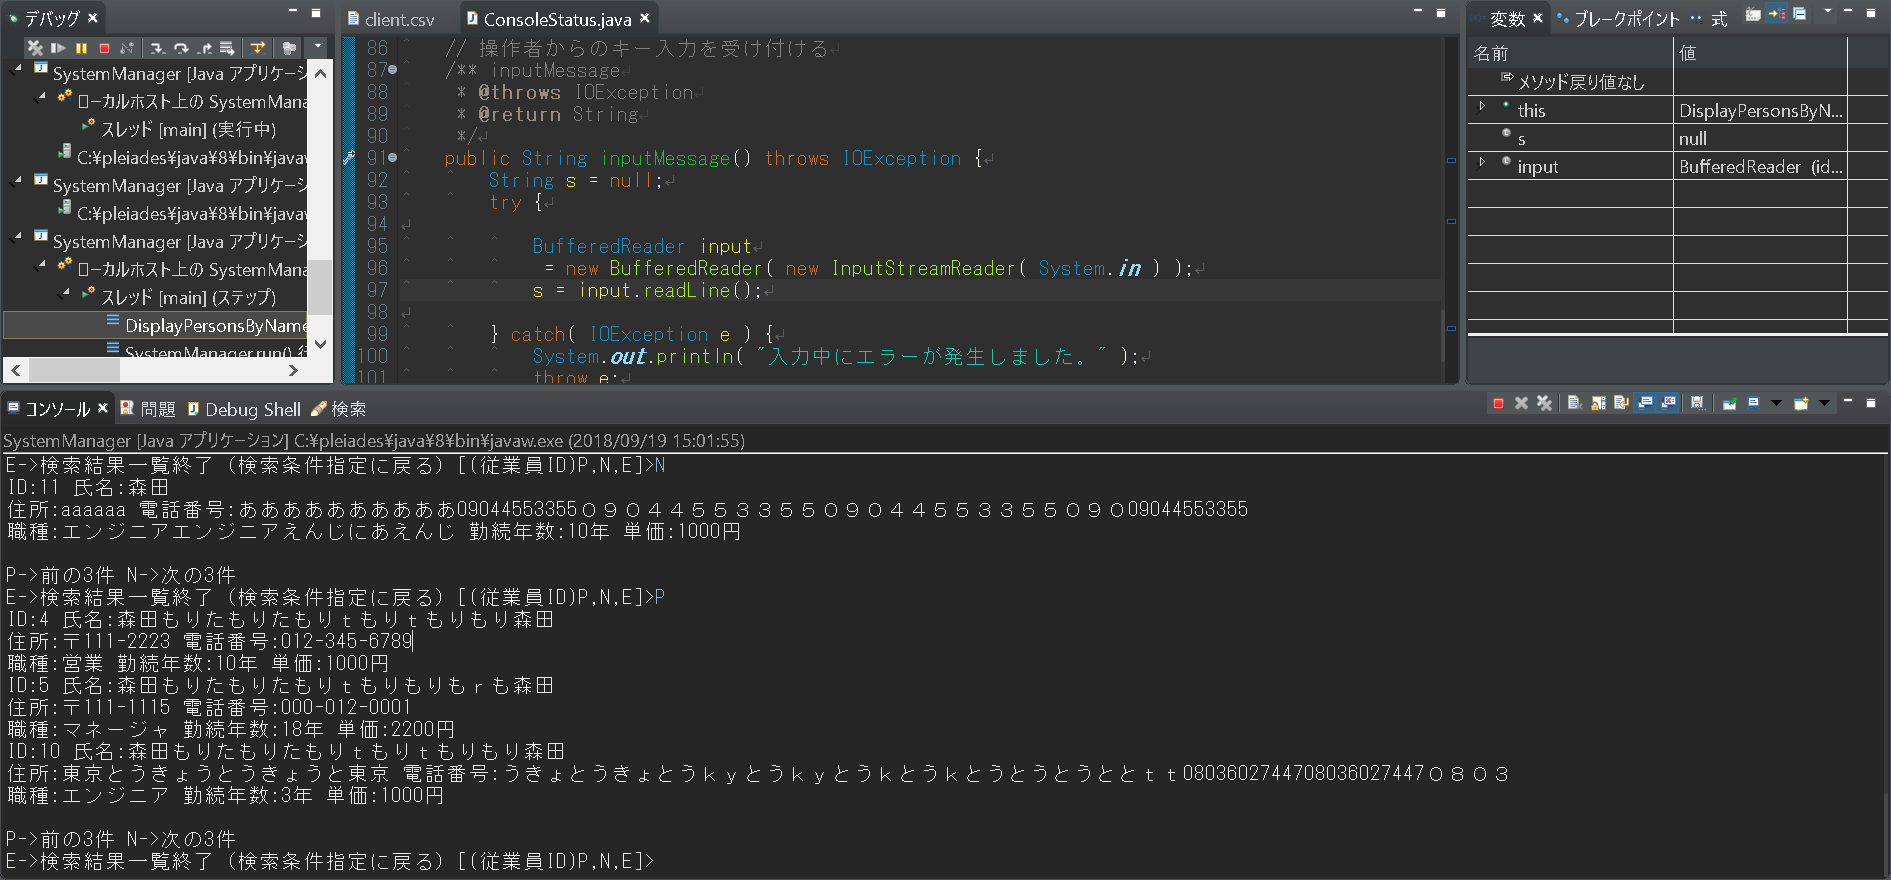 デバッグ
SystemManager [Java アプリケーシ
ローカルホスト上の SystemMana
スレッド [main] (実行中)
C:¥pleiades¥java¥8¥bin¥javaw
SystemManager [Java アプリケーシ
C:¥pleiades¥java¥8¥bin¥javaw
SystemManager [Java アプリケーシ
ローカルホスト上の SystemMana
スレッド [main] (ステップ)
DisplayPersonsByName
SystemManager.run() 行
client.csv
ConsoleStatus.java
86 // 操作者からのキー入力を受け付ける
87 /** inputMessage
88 * @throws IOException
89 * @return String
90 */
91 public String inputMessage() throws IOException {
92 String s = null;
93 try {
94
95 BufferedReader input
96 = new BufferedReader( new InputStreamReader( System.in ) );
97 s = input.readLine();
98
99 } catch( IOException e ) {
100 System.out.println( "入力中にエラーが発生しました。" );
101 throw e;
変数 ブレークポイント 式
名前 値
メソッド戻り値なし
this DisplayPersonsByN...
s null
input BufferedReader (id...
コンソール 問題 Debug Shell 検索
SystemManager [Java アプリケーション] C:¥pleiades¥java¥8¥bin¥javaw.exe (2018/09/19 15:01:55)
E->検索結果一覧終了 (検索条件指定に戻る) [(従業員ID)P,N,E]>N
ID:11 氏名:森田
住所:aaaaaa 電話番号:ああああああああああ09044553355０９０４４５５３３５５０９０４４５５３３５５０９０09044553355
職種:エンジニアエンジニアえんじにあえんじ 勤続年数:10年 単価:1000円
P->前の3件 N->次の3件
E->検索結果一覧終了 (検索条件指定に戻る) [(従業員ID)P,N,E]>P
ID:4 氏名:森田もりたもりたもりｔもりｔもりもり森田
住所:〒111-2223 電話番号:012-345-6789
職種:営業 勤続年数:10年 単価:1000円
ID:5 氏名:森田もりたもりたもりｔもりもりもｒも森田
住所:〒111-1115 電話番号:000-012-0001
職種:マネージャ 勤続年数:18年 単価:2200円
ID:10 氏名:森田もりたもりたもりｔもりｔもりもり森田
住所:東京とうきょうとうきょうと東京 電話番号:うきょとうきょとうｋｙとうｋｙとうｋとうｋとうとうとうととｔｔ0803602744708036027447０８０３
職種:エンジニア 勤続年数:3年 単価:1000円
P->前の3件 N->次の3件
E->検索結果一覧終了 (検索条件指定に戻る) [(従業員ID)P,N,E]>